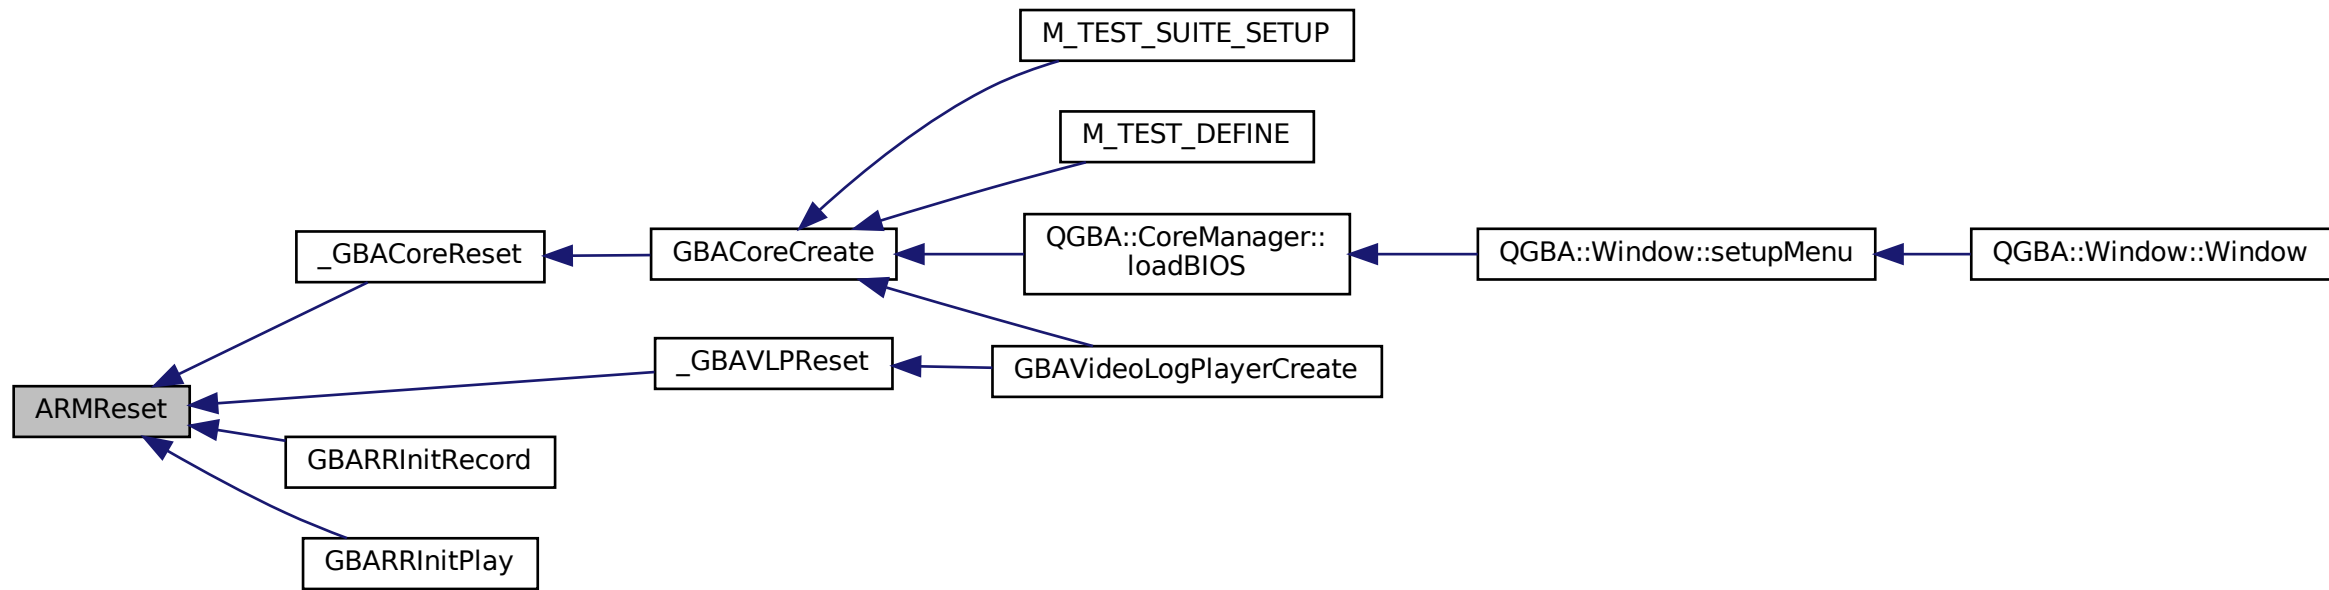 M_TEST_SUITE_SETUP
M_TEST_DEFINE
_GBACoreReset
GBACoreCreate
QGBA::CoreManager::
loadBIOS
QGBA::Window::setupMenu
QGBA::Window::Window
_GBAVLPReset
GBAVideoLogPlayerCreate
ARMReset
GBARRInitRecord
GBARRInitPlay